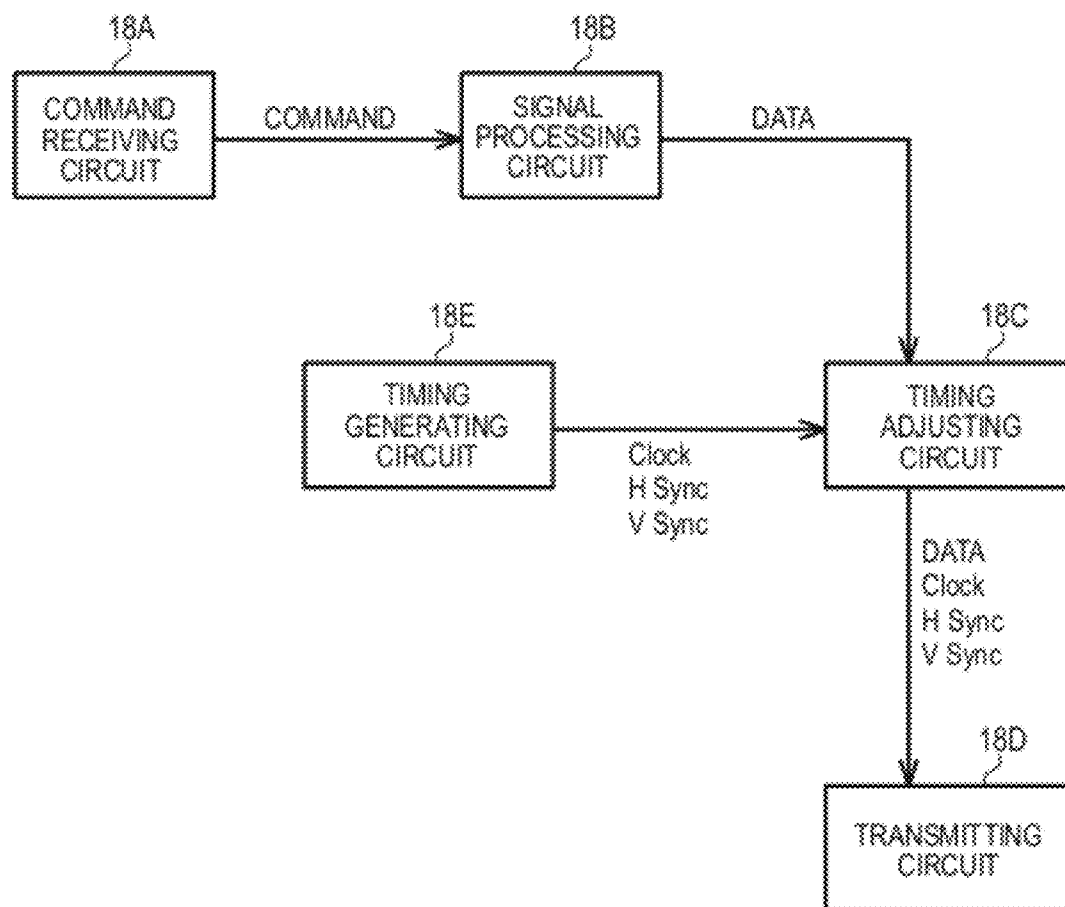 18A
COMMAND
RECEIVING
CIRCUIT
COMMAND
18B
SIGNAL
PROCESSING
CIRCUIT
DATA
18E
TIMING
GENERATING
CIRCUIT
Clock
H Sync
V Sync
18C
TIMING
ADJUSTING
CIRCUIT
DATA
Clock
H Sync
V Sync
18D
TRANSMITTING
CIRCUIT